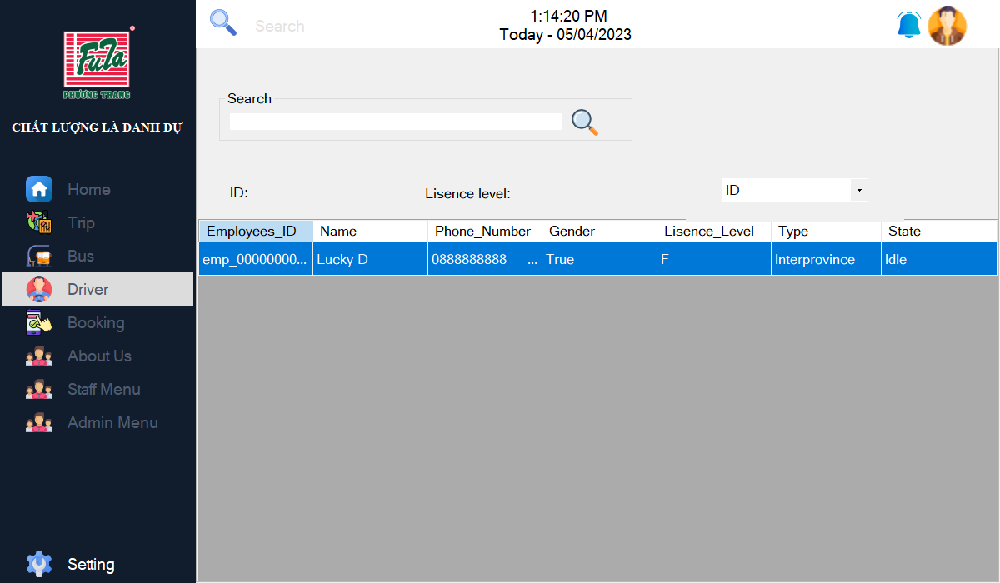 FuTa
PHƯƠNG TRANG
CHẤT LƯỢNG LÀ DANH DỰ
Home
Trip
Bus
Driver
Booking
About Us
Staff Menu
Admin Menu
Setting
Search
1:14:20 PM
Today - 05/04/2023
Search
ID:
Lisence level:
ID
Employees_ID Name Phone_Number Gender Lisence_Level Type State
emp_00000000... Lucky D 0888888888 ... True F Interprovince Idle